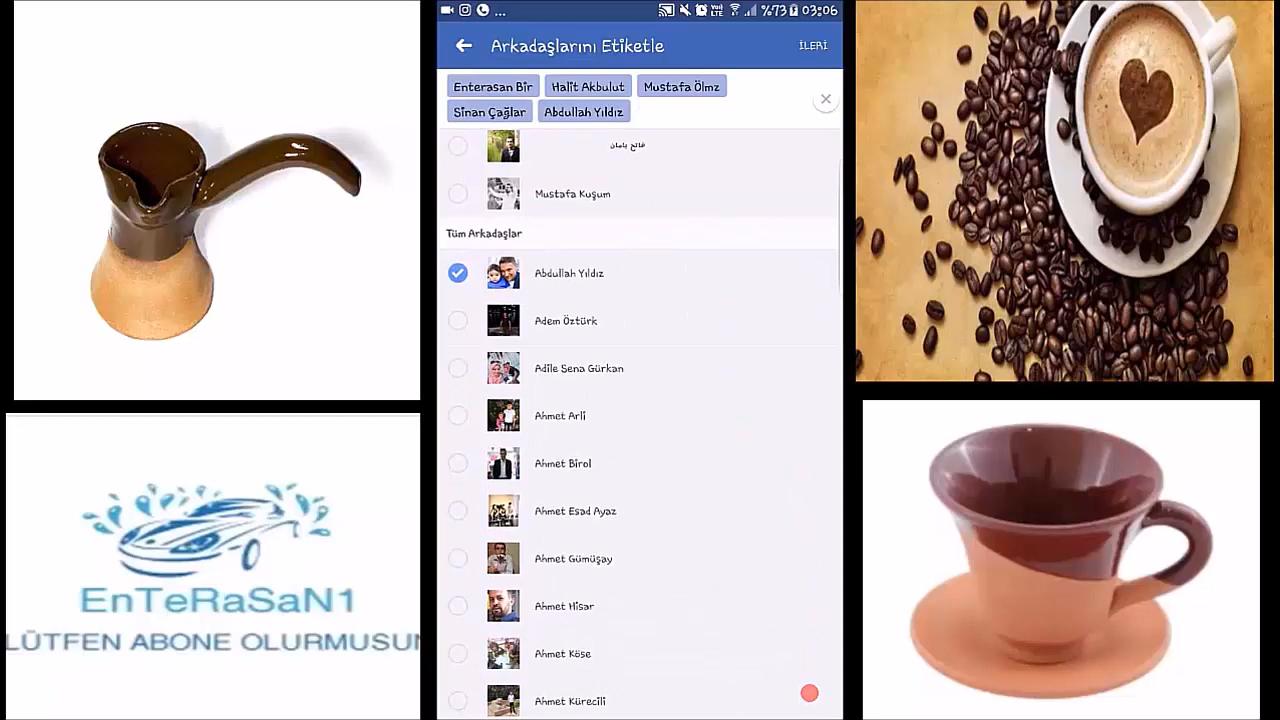 ... %73 03:06
Arkadaşlarını Etiketle İLERİ
Enterasan Bir Halit Akbulut Mustafa Ölmz
Sinan Çağlar Abdullah Yıldız
Mustafa Kuşum
Tüm Arkadaşlar
Abdullah Yıldız
Adem Öztürk
Adile Sena Gürkan
Ahmet Arli
Ahmet Birol
Ahmet Esad Ayaz
Ahmet Gümüşay
Ahmet Hisar
Ahmet Köse
Ahmet Kürecili
EnTeRaSaN1
LÜTFEN ABONE OLURMUSUN